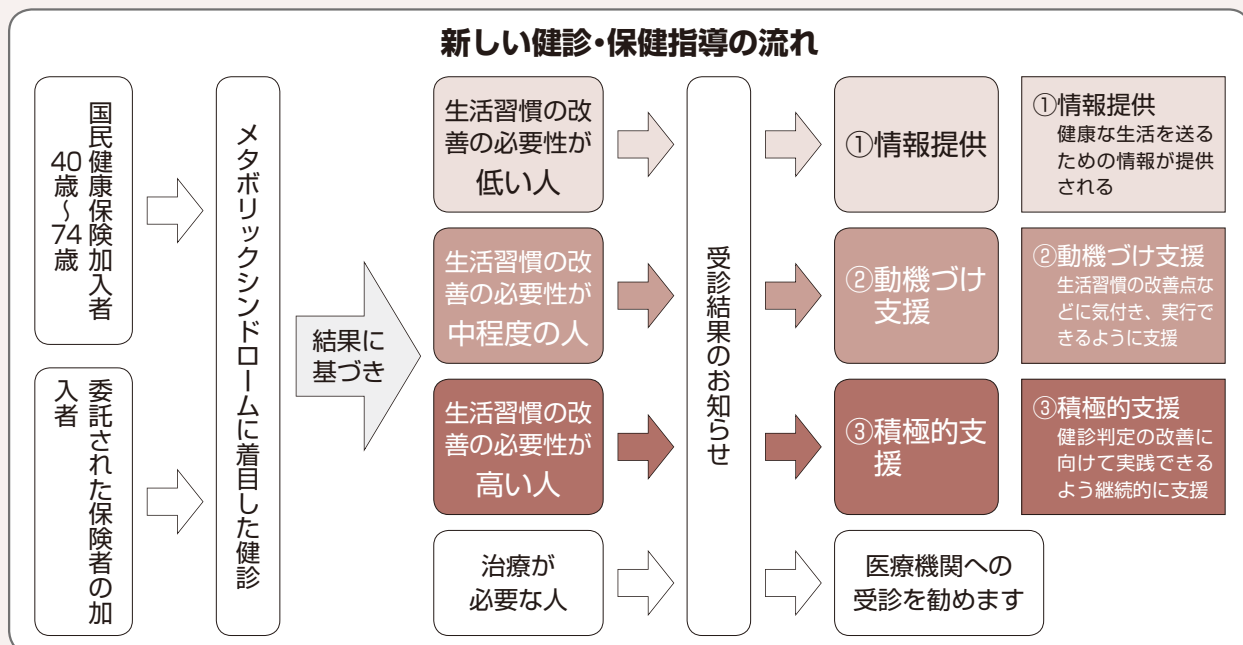 新しい健診・保健指導の流れ
国民健康保険加入者
40歳～74歳
委託された保険者の加
入者
メタボリックシンドロームに着目した健診
結果に
基づき
生活習慣の改
善の必要性が
低い人
生活習慣の改
善の必要性が
中程度の人
生活習慣の改
善の必要性が
高い人
治療が
必要な人
受診結果のお知らせ
①情報提供
②動機づけ
支援
③積極的支
援
医療機関への
受診を勧めます
①情報提供
健康な生活を送る
ための情報が提供
される
②動機づけ支援
生活習慣の改善点な
どに気付き、実行で
きるように支援
③積極的支援
健診判定の改善に
向けて実践できる
よう継続的に支援